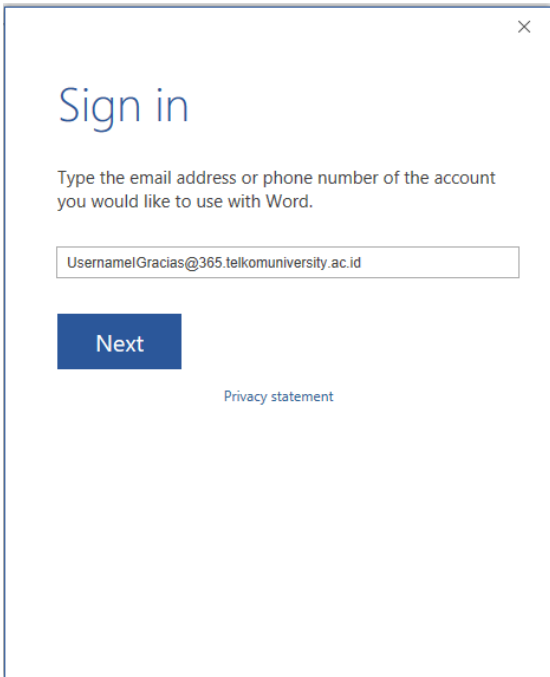 Sign in
Type the email address or phone number of the account
you would like to use with Word.
UsernameIGracias@365.telkomuniversity.ac.id
Next
Privacy statement